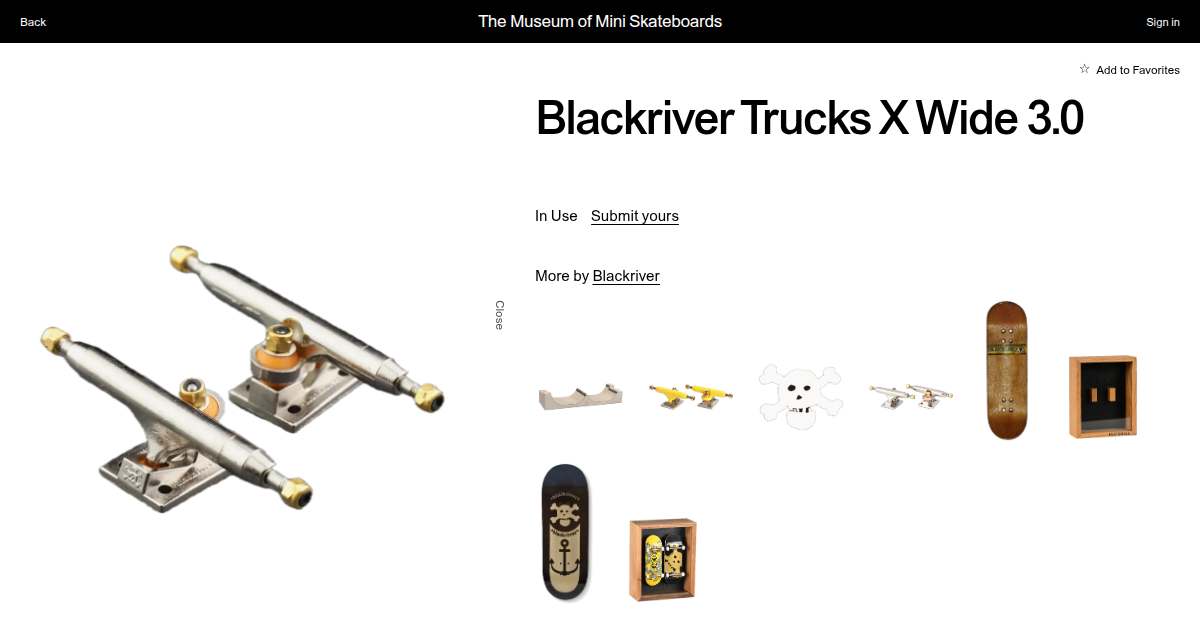 Back
The Museum of Mini Skateboards
Sign in
☆ Add to Favorites
Blackriver Trucks X Wide 3.0
In Use Submit yours
More by Blackriver
Close